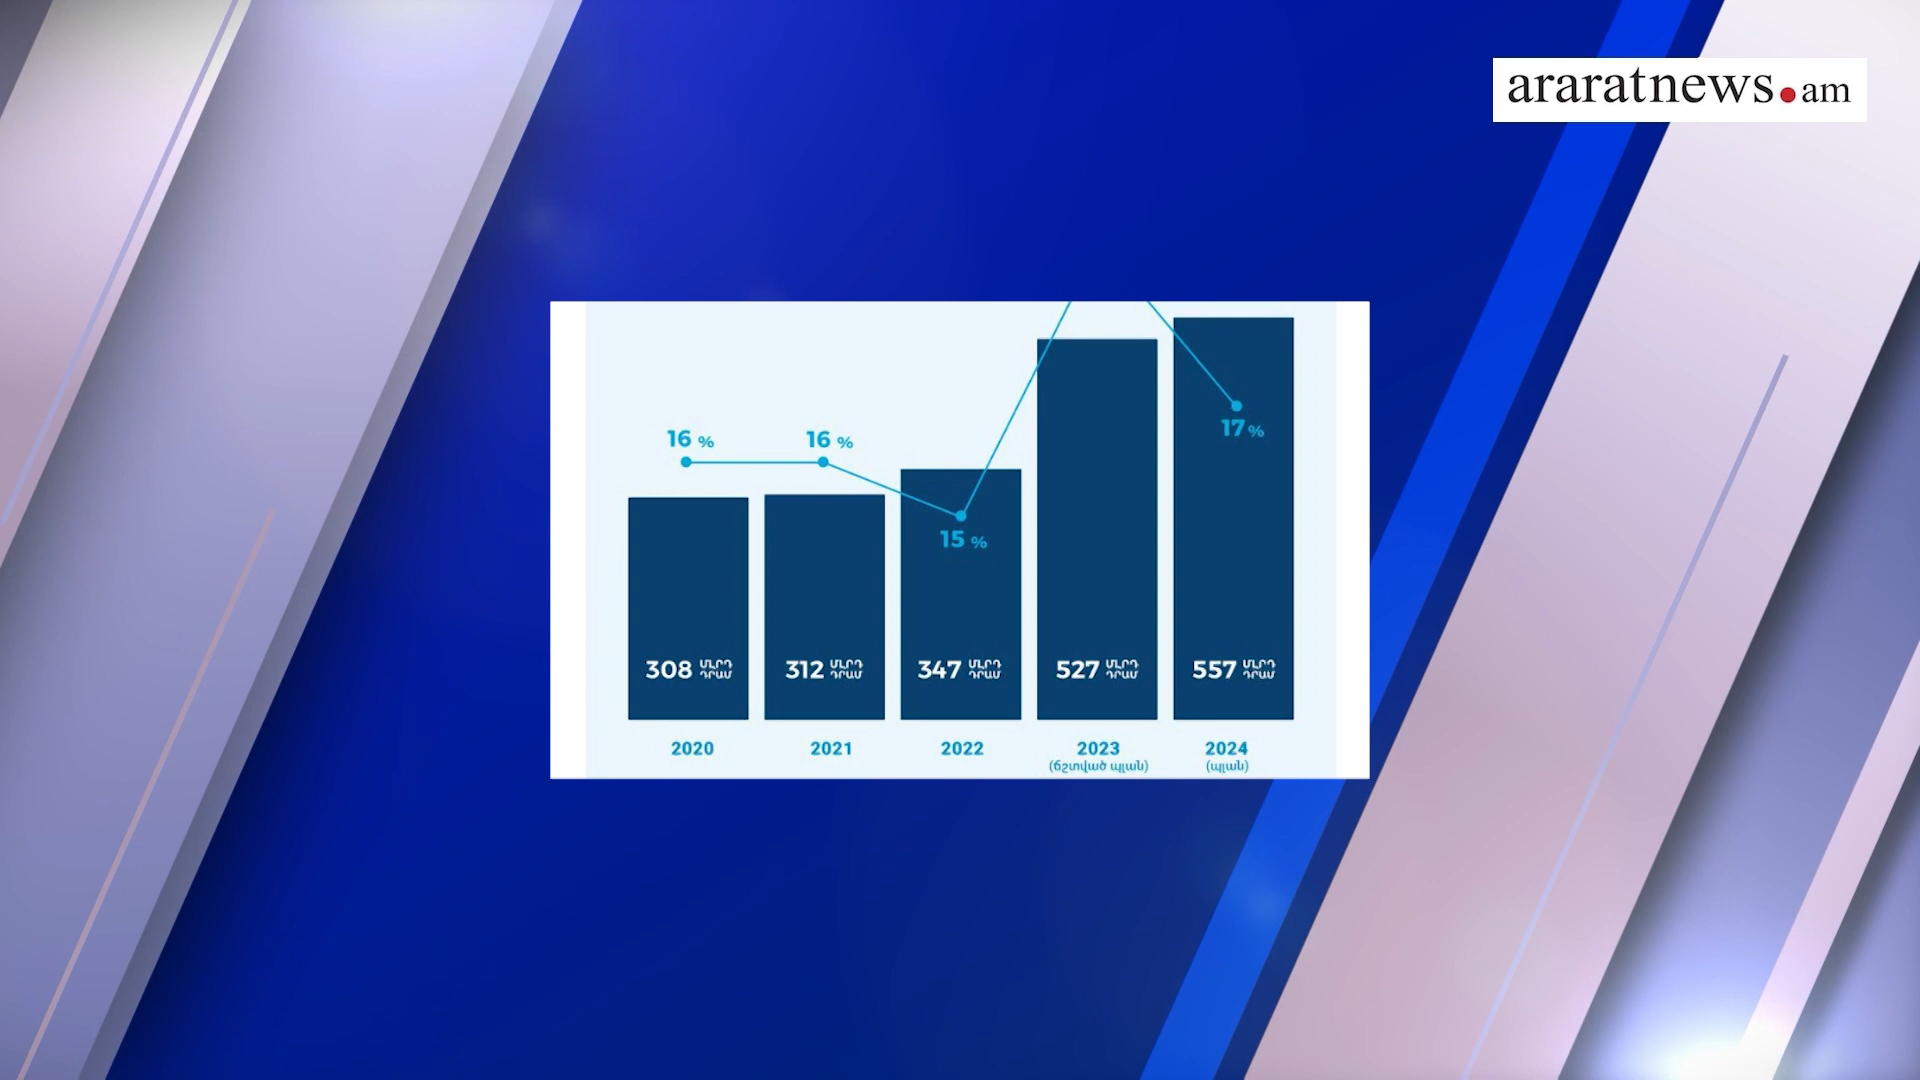 araratnews.am
16 %
16 %
17 %
15 %
308 ՄԼՐԴ ԴՐԱՄ
312 ՄԼՐԴ ԴՐԱՄ
347 ՄԼՐԴ ԴՐԱՄ
527 ՄԼՐԴ ԴՐԱՄ
557 ՄԼՐԴ ԴՐԱՄ
2020
2021
2022
2023
(ճշտված պլան)
2024
(պլան)